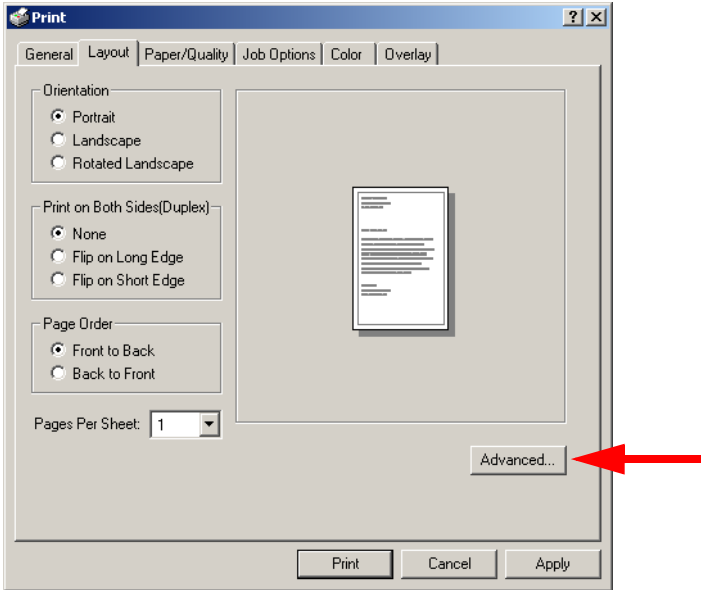 Print
General Layout Paper/Quality Job Options Color Overlay
Orientation
Portrait
Landscape
Rotated Landscape
Print on Both Sides(Duplex)
None
Flip on Long Edge
Flip on Short Edge
Page Order
Front to Back
Back to Front
Pages Per Sheet: 1
Advanced...
Print Cancel Apply